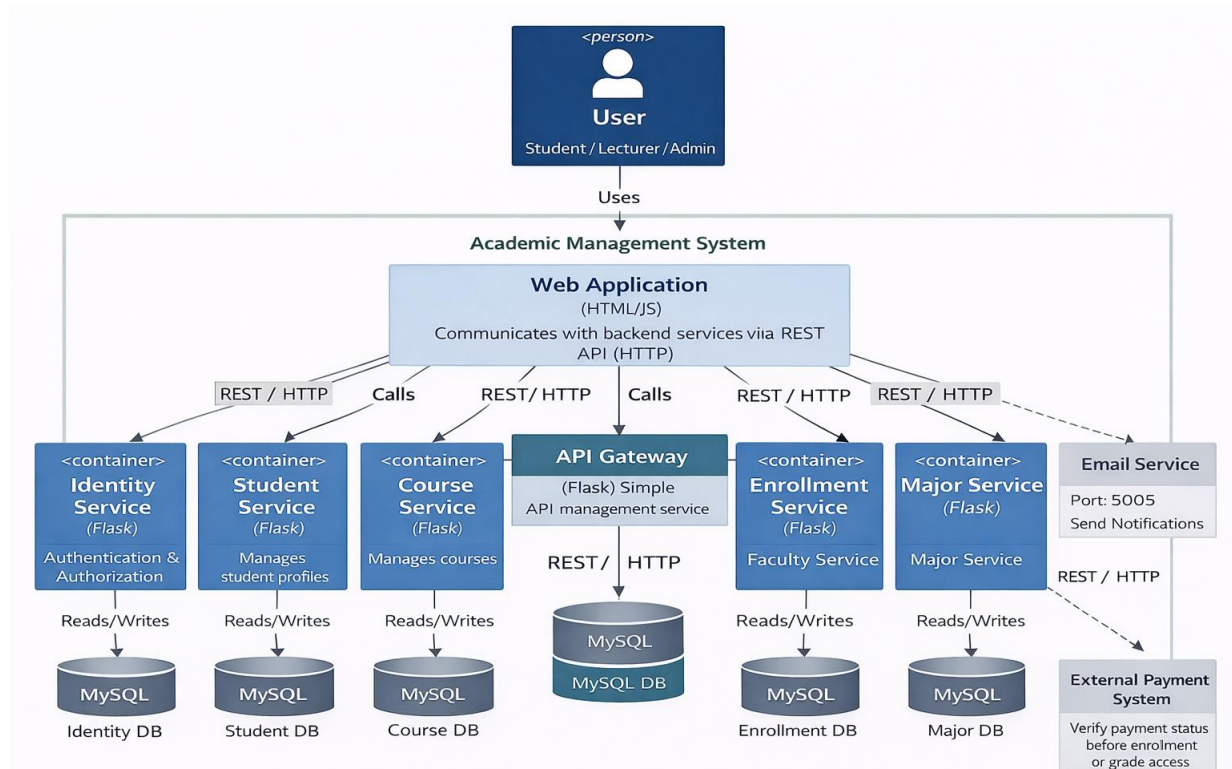 <person>
User
Student / Lecturer / Admin
Uses
Academic Management System
Web Application
(HTML/JS)
Communicates with backend services viıa REST
API (HTTP)
REST / HTTP
Calls
REST/ HTTP
Calls
REST / HTTP
REST / HTTP
<container>
Identity
Service
(Flask)
Authentication &
Authorization
<container>
Student
Service
(Flask)
Manages
student profiles
<container>
Course
Service
(Flask)
Manages courses
API Gateway
(Flask) Simple
API management service
<container>
Enrollment
Service
(Flask)
Faculty Service
<container>
Major Service
(Flask)
Major Service
Email Service
Port: 5005
Send Notifications
REST / HTTP
REST / HTTP
Reads/Writes
Reads/Writes
Reads/Writes
Reads/Writes
Reads/Writes
MySQL
Identity DB
MySQL
Student DB
MySQL
Course DB
MySQL
MySQL DB
MySQL
Enrollment DB
MySQL
Major DB
External Payment
System
Verify payment status
before enrolment
or grade access